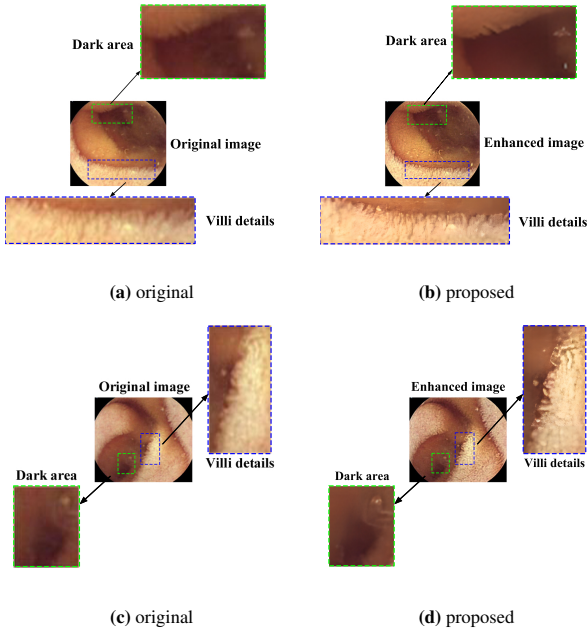 Dark area
Dark area
Original image
Enhanced image
Villi details
Villi details
(a) original
(b) proposed
Original image
Enhanced image
Villi details
Villi details
Dark area
Dark area
(c) original
(d) proposed